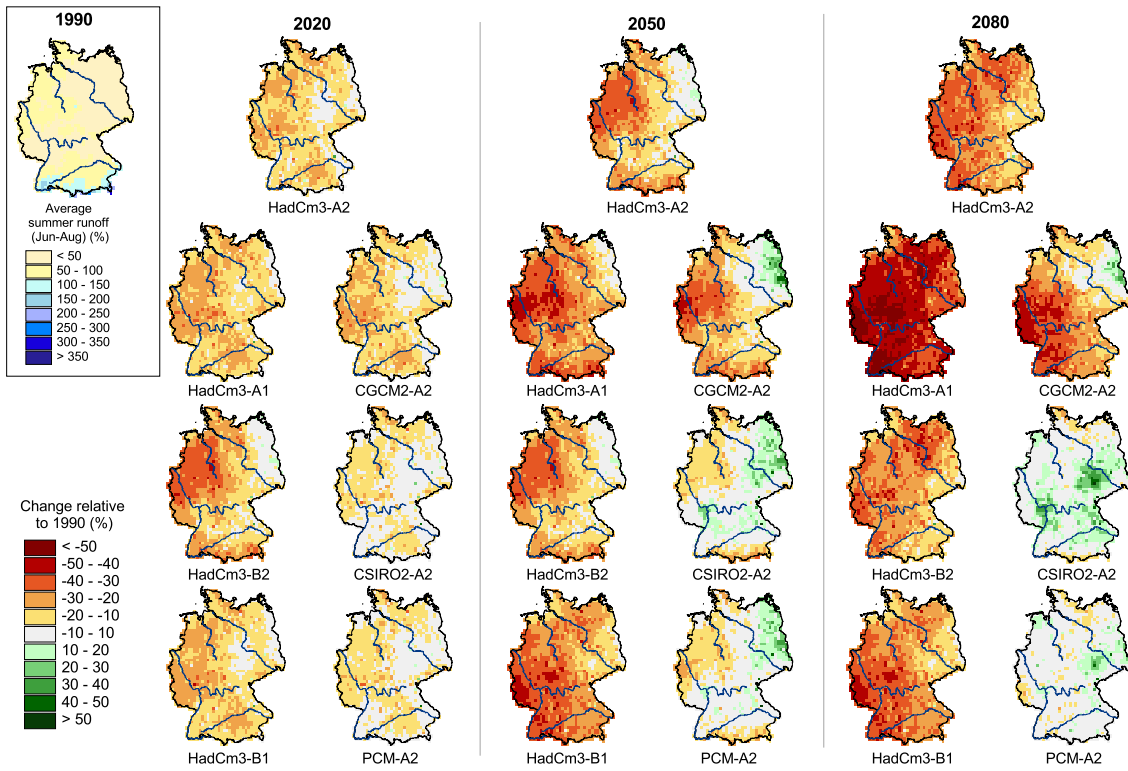 1990
2020
2050
2080
Average
summer runoff
(Jun-Aug) (%)
< 50
50 - 100
100 - 150
150 - 200
200 - 250
250 - 300
300 - 350
> 350
HadCm3-A2
HadCm3-A2
HadCm3-A2
HadCm3-A1
CGCM2-A2
HadCm3-A1
CGCM2-A2
HadCm3-A1
CGCM2-A2
HadCm3-B2
CSIRO2-A2
HadCm3-B2
CSIRO2-A2
HadCm3-B2
CSIRO2-A2
Change relative
to 1990 (%)
< -50
-50 - -40
-40 - -30
-30 - -20
-20 - -10
-10 - 10
10 - 20
20 - 30
30 - 40
40 - 50
> 50
HadCm3-B1
PCM-A2
HadCm3-B1
PCM-A2
HadCm3-B1
PCM-A2